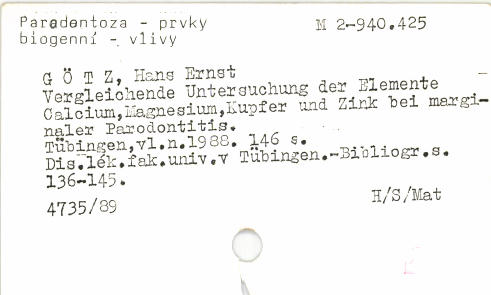 Paradentoza - prvky M 2-940.425
biogenní - vlivy
G Ö T Z, Hans Ernst
Vergleichende Untersuchung der Elemente
Calcium,Magnesium,Kupfer und Zink bei margi-
naler Parodontitis.
Tübingen,vl.n.1988. 146 s.
Dis.lék.fak.univ.v Tübingen.-Bibliogr.s.
136-145.
4735/89 H/S/Mat